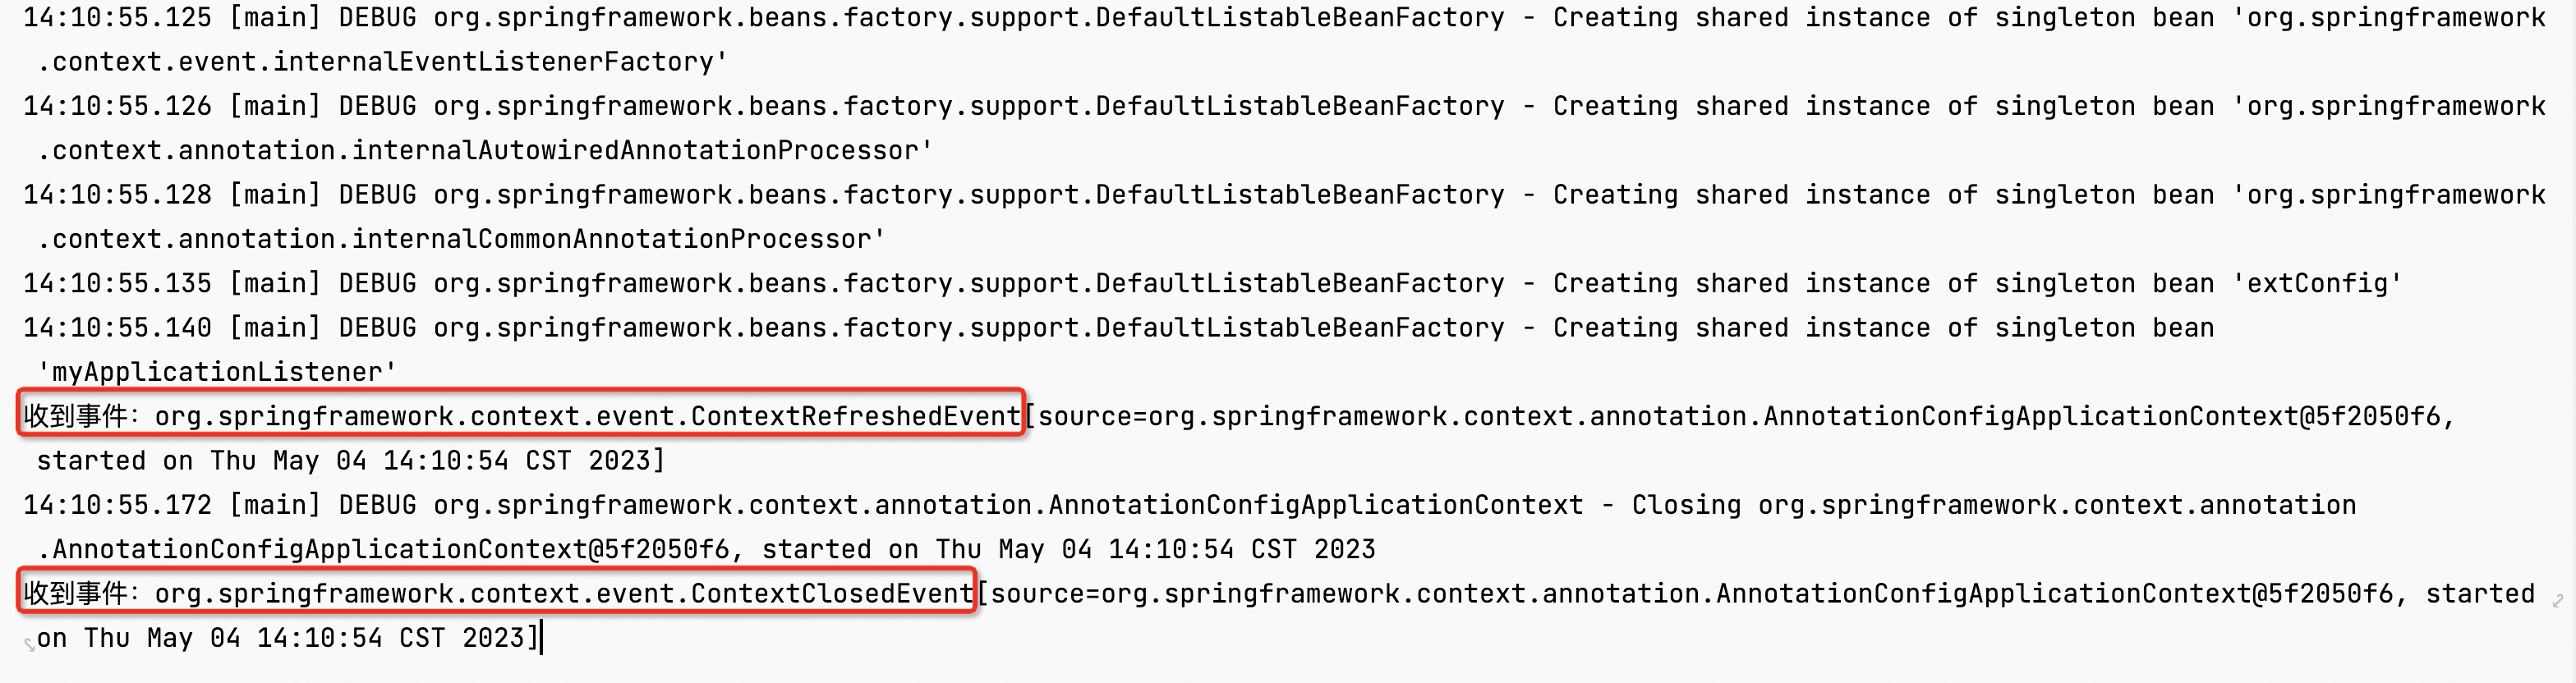 14:10:55.125 [main] DEBUG org.springframework.beans.factory.support.DefaultListableBeanFactory - Creating shared instance of singleton bean 'org.springframework
.context.event.internalEventListenerFactory'
14:10:55.126 [main] DEBUG org.springframework.beans.factory.support.DefaultListableBeanFactory - Creating shared instance of singleton bean 'org.springframework
.context.annotation.internalAutowiredAnnotationProcessor'
14:10:55.128 [main] DEBUG org.springframework.beans.factory.support.DefaultListableBeanFactory - Creating shared instance of singleton bean 'org.springframework
.context.annotation.internalCommonAnnotationProcessor'
14:10:55.135 [main] DEBUG org.springframework.beans.factory.support.DefaultListableBeanFactory - Creating shared instance of singleton bean 'extConfig'
14:10:55.140 [main] DEBUG org.springframework.beans.factory.support.DefaultListableBeanFactory - Creating shared instance of singleton bean
'myApplicationListener'
收到事件：org.springframework.context.event.ContextRefreshedEvent[source=org.springframework.context.annotation.AnnotationConfigApplicationContext@5f2050f6,
started on Thu May 04 14:10:54 CST 2023]
14:10:55.172 [main] DEBUG org.springframework.context.annotation.AnnotationConfigApplicationContext - Closing org.springframework.context.annotation
.AnnotationConfigApplicationContext@5f2050f6, started on Thu May 04 14:10:54 CST 2023
收到事件：org.springframework.context.event.ContextClosedEvent[source=org.springframework.context.annotation.AnnotationConfigApplicationContext@5f2050f6, started
on Thu May 04 14:10:54 CST 2023]